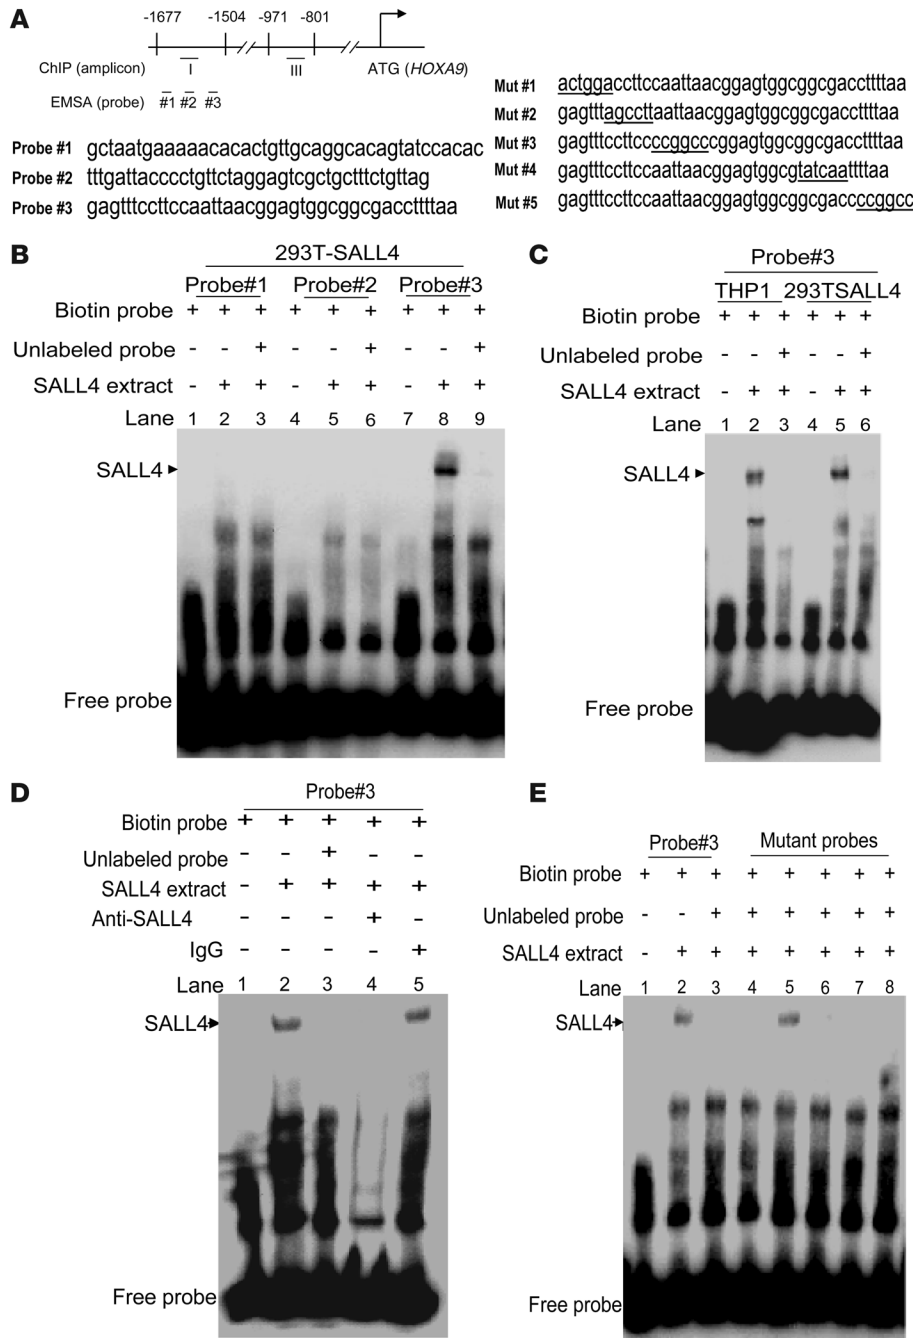 A
-1677 -1504 -971 -801
ChIP (amplicon) I III ATG (HOXA9)
EMSA (probe) #1 #2 #3
Probe #1 gctaatgaaaaacacactgttgcaggcacagtatccacac
Probe #2 tttgattacccctgttctaggagtcgctgctttctgttag
Probe #3 gagtttccttccaattaacggagtggcggcgaccttttaa
Mut #1 actggaccttccaattaacggagtggcggcgaccttttaa
Mut #2 gagtttagccttaattaacggagtggcggcgaccttttaa
Mut #3 gagtttccttccccggcccggagtggcggcgaccttttaa
Mut #4 gagtttccttccaattaacggagtggcgtatcaattttaa
Mut #5 gagtttccttccaattaacggagtggcggcgaccccggcc
B
293T-SALL4
Probe#1 Probe#2 Probe#3
Biotin probe + + + + + + + + +
Unlabeled probe - - + - - + - - +
SALL4 extract - + + - + + - + +
Lane 1 2 3 4 5 6 7 8 9
SALL4
Free probe
C
Probe#3
THP1 293TSALL4
Biotin probe + + + + + +
Unlabeled probe - - + - - +
SALL4 extract - + + - + +
Lane 1 2 3 4 5 6
SALL4
Free probe
D
Probe#3
Biotin probe + + + + +
Unlabeled probe - - + - -
SALL4 extract - + + + +
Anti-SALL4 - - - + -
IgG - - - - +
Lane 1 2 3 4 5
SALL4
Free probe
E
Probe#3 Mutant probes
Biotin probe + + + + + + + +
Unlabeled probe - - + + + + + +
SALL4 extract - + + + + + + +
Lane 1 2 3 4 5 6 7 8
SALL4
Free probe